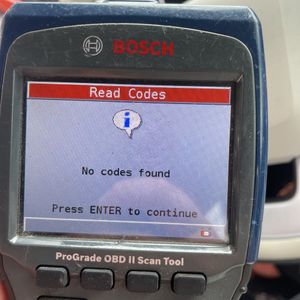 BOSCH
Read Codes
No codes found
Press ENTER to continue
ProGrade OBD II Scan Tool